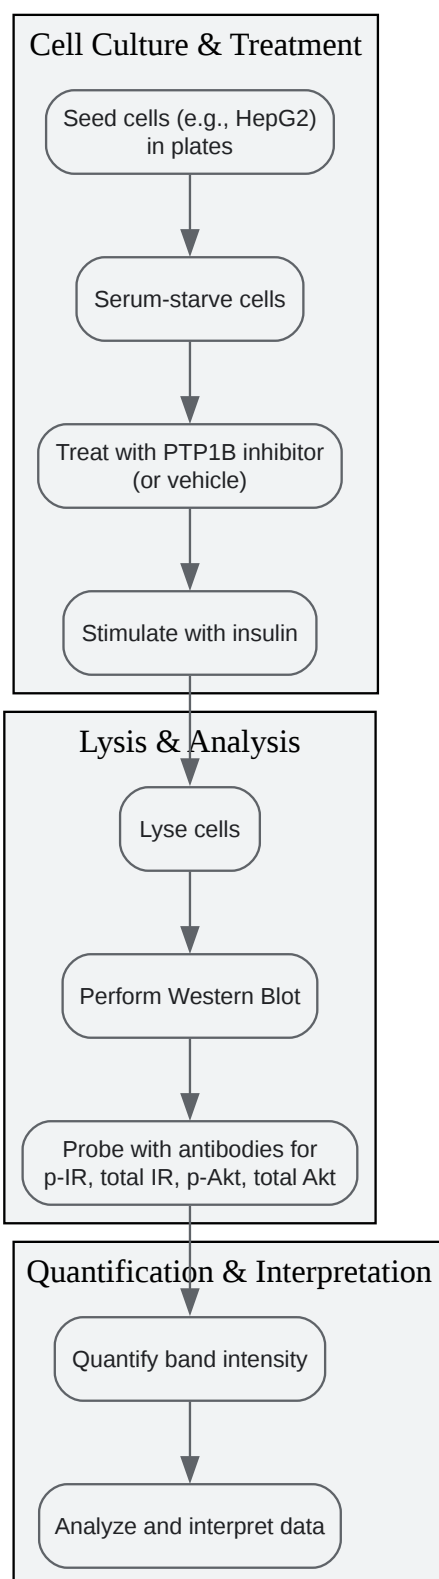 Cell Culture & Treatment
Seed cells (e.g., HepG2)
in plates
Serum-starve cells
Treat with PTP1B inhibitor
(or vehicle)
Stimulate with insulin
Lysis & Analysis
Lyse cells
Perform Western Blot
Probe with antibodies for
p-IR, total IR, p-Akt, total Akt
Quantification & Interpretation
Quantify band intensity
Analyze and interpret data